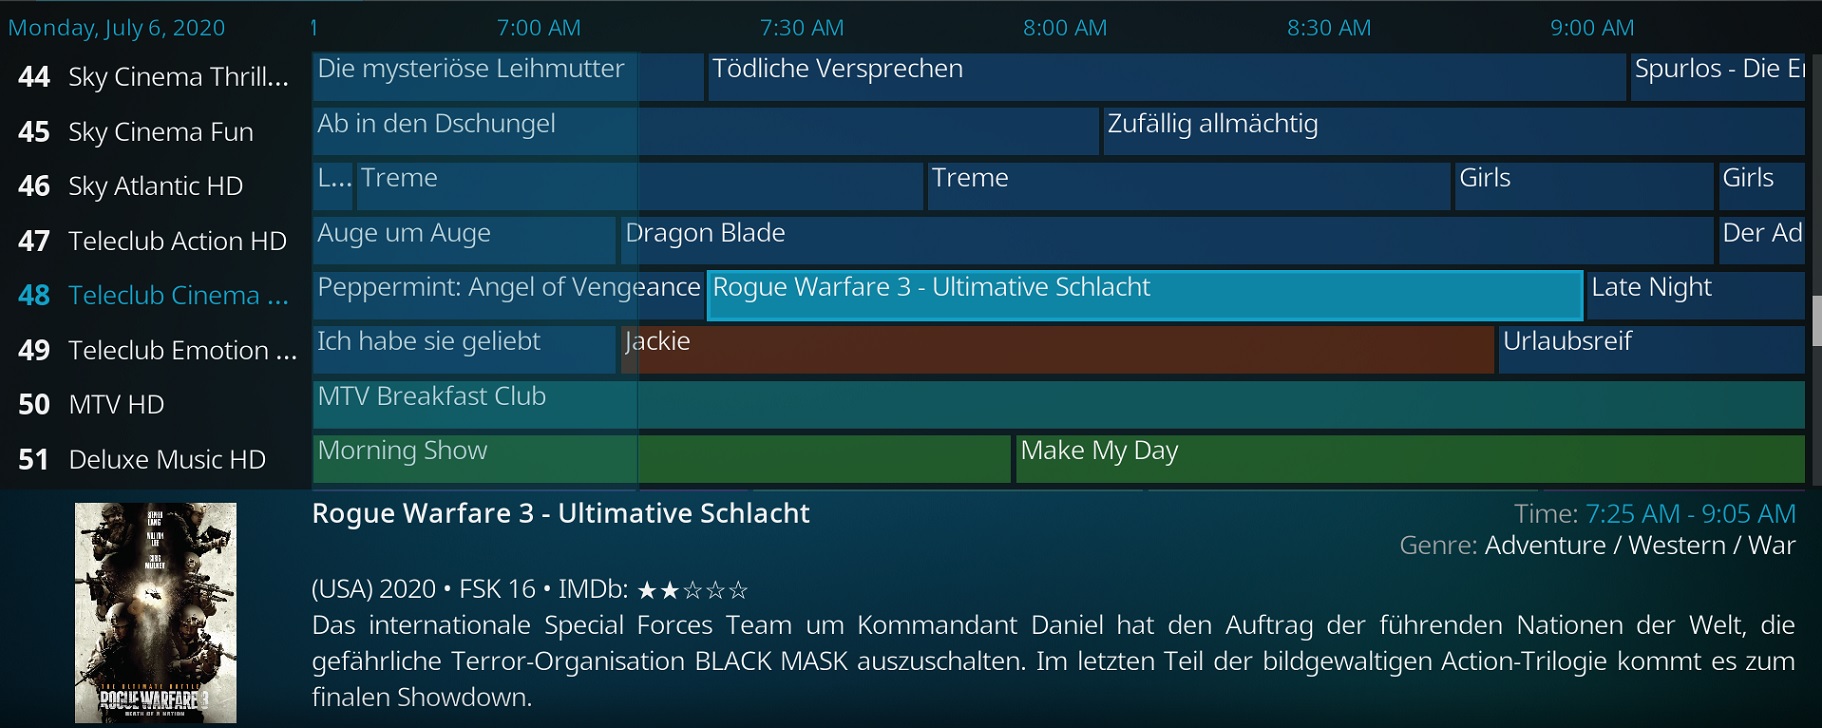 Monday, July 6, 2020 7:00 AM 7:30 AM 8:00 AM 8:30 AM 9:00 AM
44 Sky Cinema Thrill... Die mysteriöse Leihmutter Tödliche Versprechen Spurlos - Die
45 Sky Cinema Fun Ab in den Dschungel Zufällig allmächtig
46 Sky Atlantic HD L... Treme Treme Girls Girls
47 Teleclub Action HD Auge um Auge Dragon Blade Der Ad
48 Teleclub Cinema ... Peppermint: Angel of Vengeance Rogue Warfare 3 - Ultimative Schlacht Late Night
49 Teleclub Emotion ... Ich habe sie geliebt Jackie Urlaubsreif
50 MTV HD MTV Breakfast Club
51 Deluxe Music HD Morning Show Make My Day
Rogue Warfare 3 - Ultimative Schlacht
Time: 7:25 AM - 9:05 AM
Genre: Adventure / Western / War
(USA) 2020 • FSK 16 • IMDb: ★★☆☆☆
Das internationale Special Forces Team um Kommandant Daniel hat den Auftrag der führenden Nationen der Welt, die
gefährliche Terror-Organisation BLACK MASK auszuschalten. Im letzten Teil der bildgewaltigen Action-Trilogie kommt es zum
finalen Showdown.
STEPHEN
LANG
WILL YUN
LEE
CHRIS
MULKEY
THE ULTIMATE BATTLE
ROGUE WARFARE 3
DEATH OF A NATION